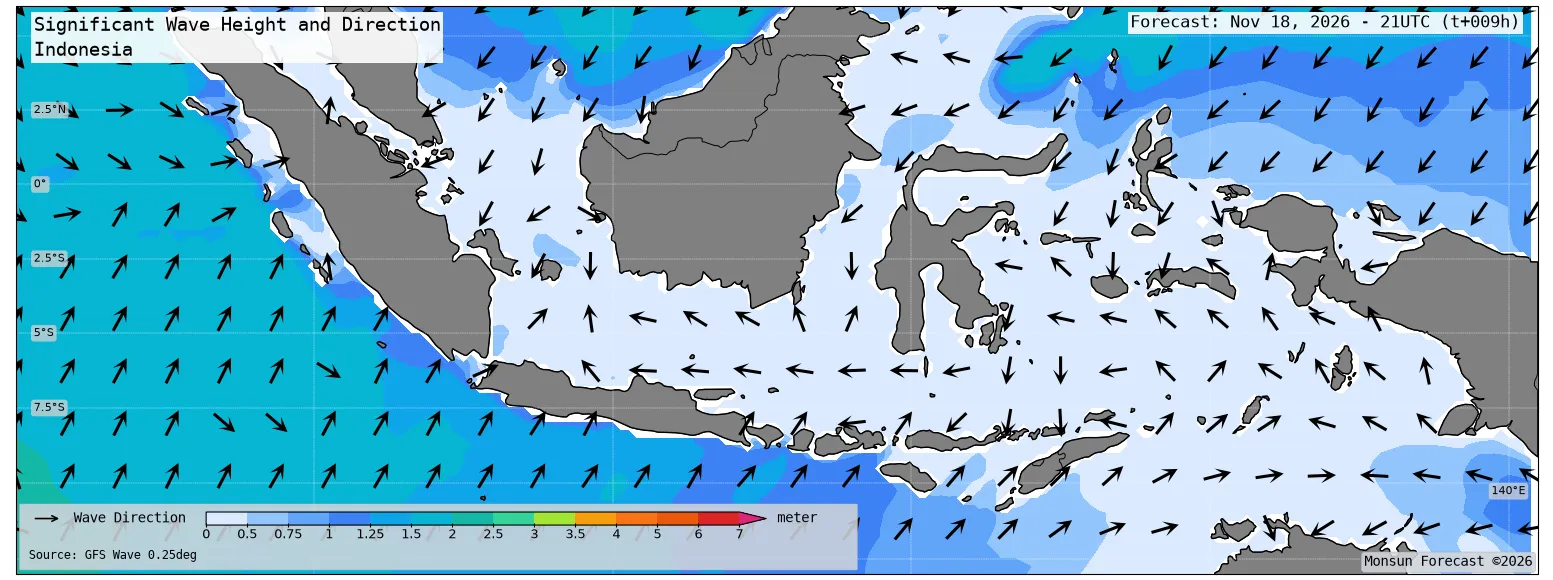 Significant Wave Height and Direction
Indonesia
Forecast: Nov 18, 2026 - 21UTC (t+009h)
2.5°N
0°
2.5°S
5°S
7.5°S
140°E
Wave Direction
0 0.5 0.75 1 1.25 1.5 2 2.5 3 3.5 4 5 6 7
meter
Source: GFS Wave 0.25deg
Monsun Forecast ©2026